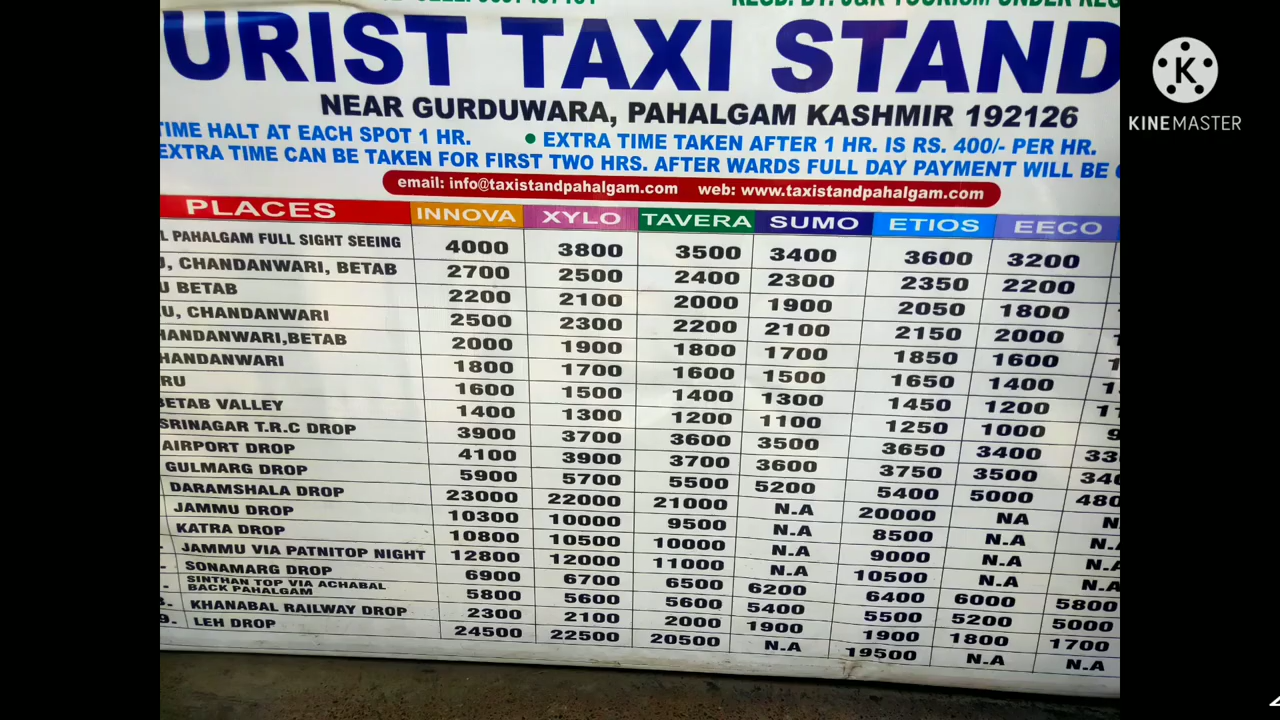 URIST TAXI STAND
NEAR GURDUWARA, PAHALGAM KASHMIR 192126
TIME HALT AT EACH SPOT 1 HR. • EXTRA TIME TAKEN AFTER 1 HR. IS RS. 400/- PER HR.
EXTRA TIME CAN BE TAKEN FOR FIRST TWO HRS. AFTER WARDS FULL DAY PAYMENT WILL BE
email: info@taxistandpahalgam.com web: www.taxistandpahalgam.com
PLACES INNOVA XYLO TAVERA SUMO ETIOS EECO
L PAHALGAM FULL SIGHT SEEING 4000 3800 3500 3400 3600 3200
U, CHANDANWARI, BETAB 2700 2500 2400 2300 2350 2200
U BETAB 2200 2100 2000 1900 2050 1800
U, CHANDANWARI 2500 2300 2200 2100 2150 2000
HANDANWARI,BETAB 2000 1900 1800 1700 1850 1600
HANDANWARI 1800 1700 1600 1500 1650 1400
RU 1600 1500 1400 1300 1450 1200
BETAB VALLEY 1400 1300 1200 1100 1250 1000
SRINAGAR T.R.C DROP 3900 3700 3600 3500 3650 3400
AIRPORT DROP 4100 3900 3700 3600 3750 3500
GULMARG DROP 5900 5700 5500 5200 5400 5000 480
DARAMSHALA DROP 23000 22000 21000 N.A 20000 NA N
JAMMU DROP 10300 10000 9500 N.A 8500 N.A N.
KATRA DROP 10800 10500 10000 N.A 9000 N.A N.A
JAMMU VIA PATNITOP NIGHT 12800 12000 11000 N.A 10500 N.A N.A
SONAMARG DROP 6900 6700 6500 6200 6400 6000 5800
SINTHAN TOP VIA ACHABAL
BACK PAHALGAM 5800 5600 5600 5400 5500 5200 5000
KHANABAL RAILWAY DROP 2300 2100 2000 1900 1900 1800 1700
9. LEH DROP 24500 22500 20500 N.A 19500 N.A N.A
K
KINEMASTER